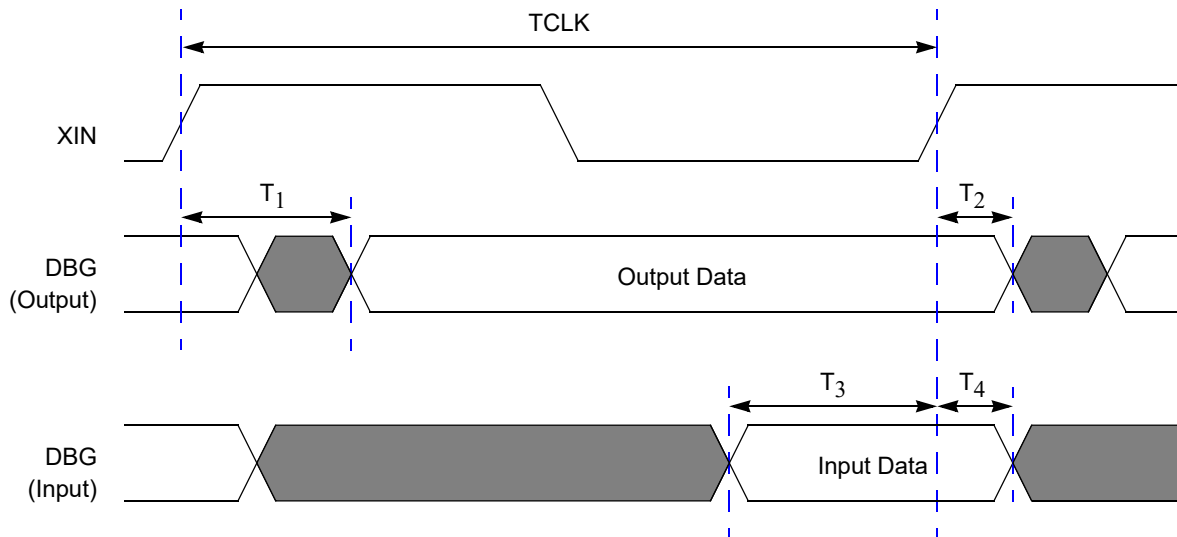 TCLK
XIN
T1
T2
DBG
(Output)
Output Data
T3
T4
DBG
(Input)
Input Data